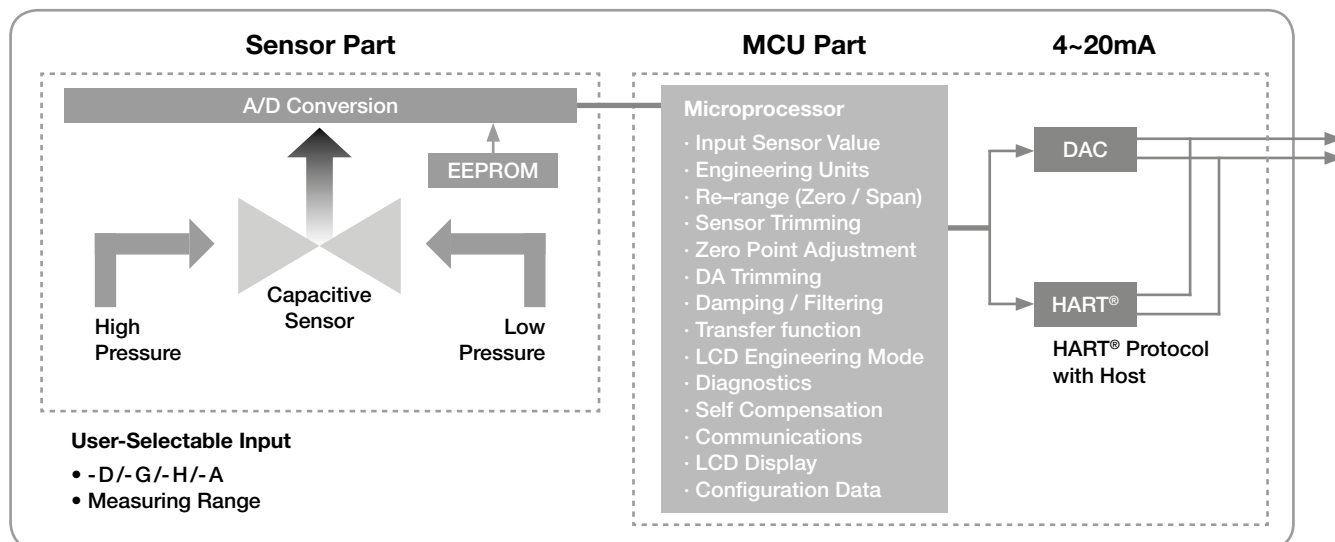 Sensor Part
A/D Conversion
EEPROM
Capacitive
Sensor
High
Pressure
Low
Pressure
User-Selectable Input
• -D/-G/-H/-A
• Measuring Range
MCU Part
Microprocessor
· Input Sensor Value
· Engineering Units
· Re–range (Zero / Span)
· Sensor Trimming
· Zero Point Adjustment
· DA Trimming
· Damping / Filtering
· Transfer function
· LCD Engineering Mode
· Diagnostics
· Self Compensation
· Communications
· LCD Display
· Configuration Data
4~20mA
DAC
HART®
HART® Protocol
with Host